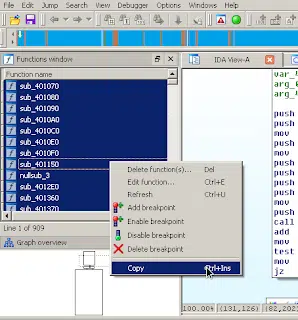 File Edit Jump Search View Debugger Options Windows Help
Functions window
IDA View-A
Function name
sub_401070
sub_401080
sub_401090
sub_4010A0
sub_4010C0
sub_4010E0
sub_4010F0
sub_401150
nullsub_3
sub_4012E0
sub_401360
sub_401370
Line 1 of 909
Graph overview
Delete function(s)... Del
Edit function... Ctrl+E
Refresh Ctrl+U
Add breakpoint
Enable breakpoint
Disable breakpoint
Delete breakpoint
Copy Ctrl+Ins
var_
arg_
arg_
push
push
mov
push
mov
push
mov
push
push
call
add
mov
test
mov
jz
100.00% (131,126) (82,202